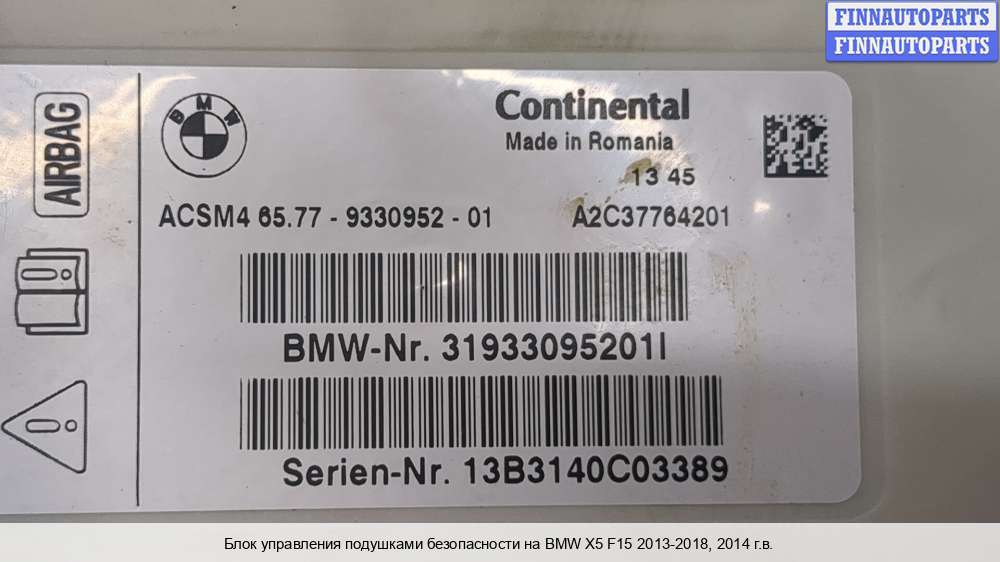 FINNAUTOPARTS
FINNAUTOPARTS
AIRBAG
BMW
Continental
Made in Romania
13 45
ACSM4 65.77 - 9330952 - 01 A2C37764201
BMW-Nr. 31933095201I
Serien-Nr. 13B3140C03389
Блок управления подушками безопасности на BMW X5 F15 2013-2018, 2014 г.в.